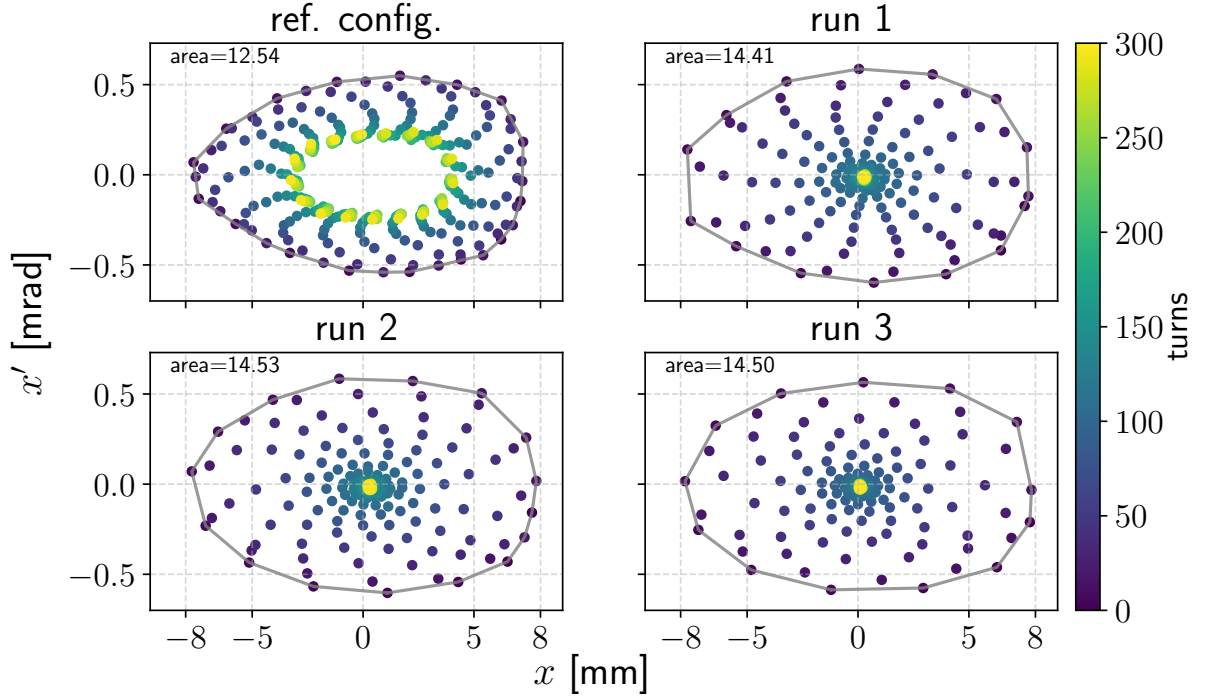 ref. config.
run 1
area=12.54
area=14.41
0.5
0.0
−0.5
run 2
run 3
area=14.53
area=14.50
0.5
0.0
−0.5
−8 −5 0 5 8
−8 −5 0 5 8
x [mm]
x′ [mrad]
300
250
200
150
100
50
0
turns